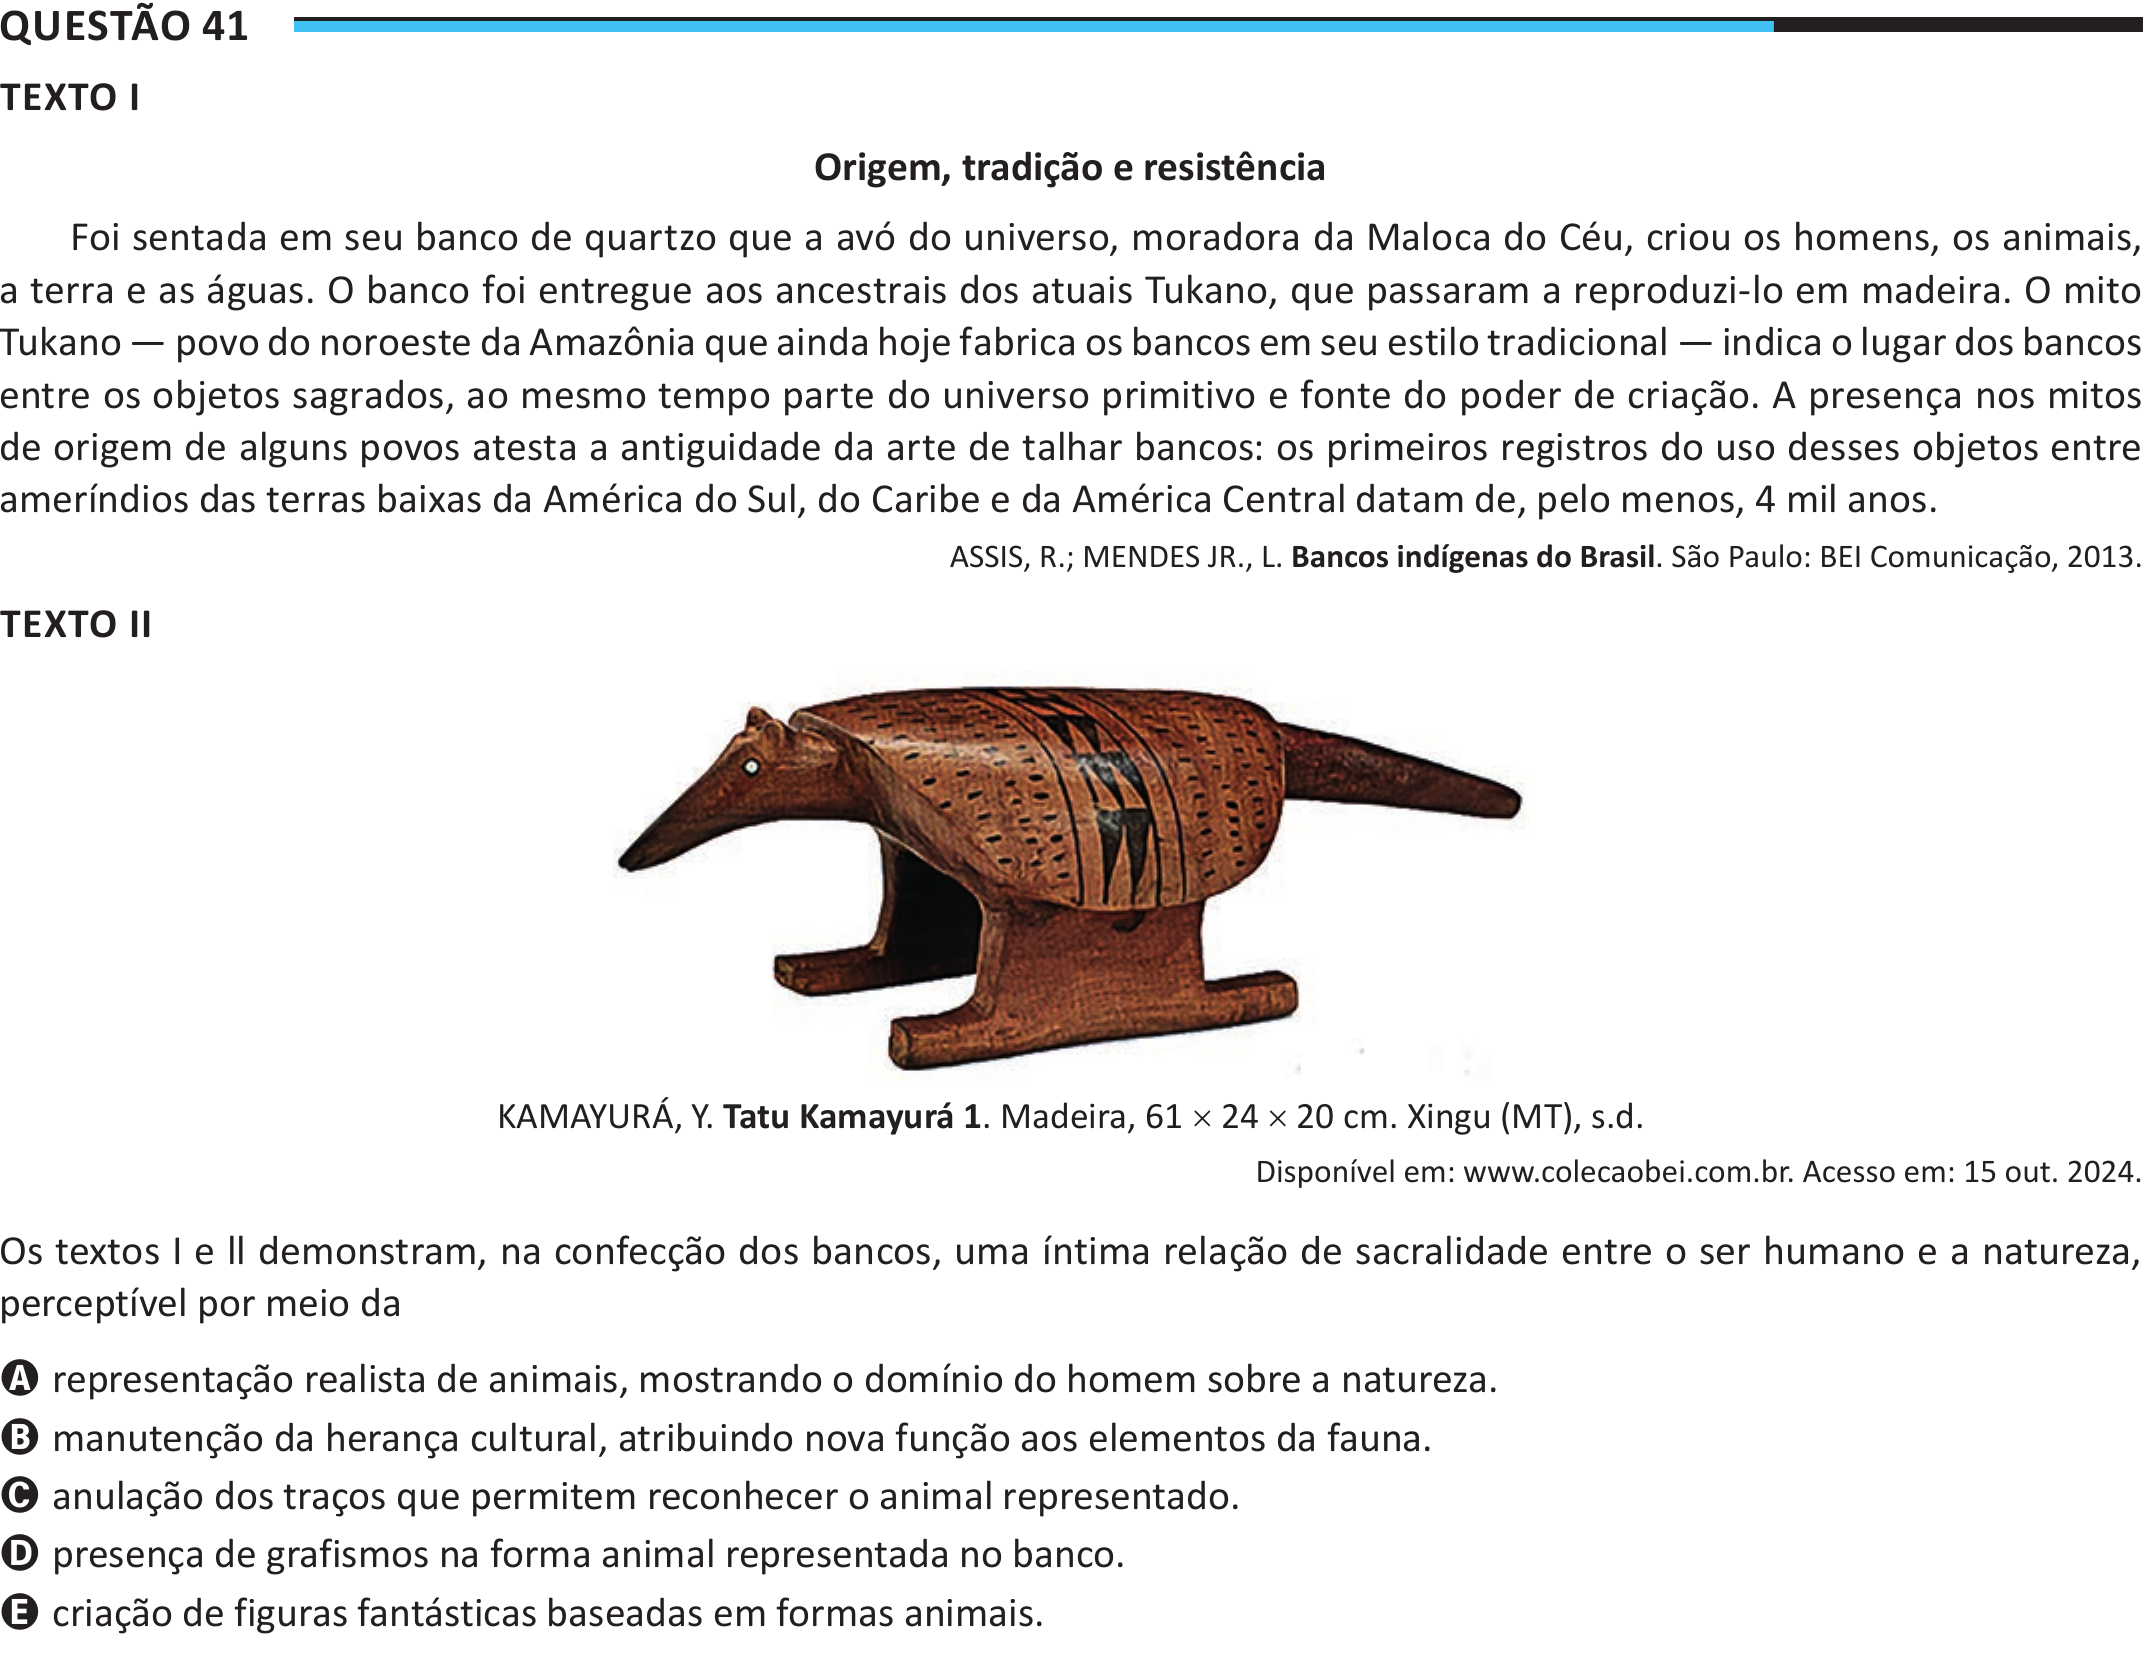 QUESTÃO 41
TEXTO I
Origem, tradição e resistência
Foi sentada em seu banco de quartzo que a avó do universo, moradora da Maloca do Céu, criou os homens, os animais,
a terra e as águas. O banco foi entregue aos ancestrais dos atuais Tukano, que passaram a reproduzi-lo em madeira. O mito
Tukano — povo do noroeste da Amazônia que ainda hoje fabrica os bancos em seu estilo tradicional — indica o lugar dos bancos
entre os objetos sagrados, ao mesmo tempo parte do universo primitivo e fonte do poder de criação. A presença nos mitos
de origem de alguns povos atesta a antiguidade da arte de talhar bancos: os primeiros registros do uso desses objetos entre
ameríndios das terras baixas da América do Sul, do Caribe e da América Central datam de, pelo menos, 4 mil anos.
ASSIS, R.; MENDES JR., L. Bancos indígenas do Brasil. São Paulo: BEI Comunicação, 2013.
TEXTO II
KAMAYURÁ, Y. Tatu Kamayurá 1. Madeira, 61 × 24 × 20 cm. Xingu (MT), s.d.
Disponível em: www.colecaobei.com.br. Acesso em: 15 out. 2024.
Os textos I e ll demonstram, na confecção dos bancos, uma íntima relação de sacralidade entre o ser humano e a natureza,
perceptível por meio da
A representação realista de animais, mostrando o domínio do homem sobre a natureza.
B manutenção da herança cultural, atribuindo nova função aos elementos da fauna.
C anulação dos traços que permitem reconhecer o animal representado.
D presença de grafismos na forma animal representada no banco.
E criação de figuras fantásticas baseadas em formas animais.